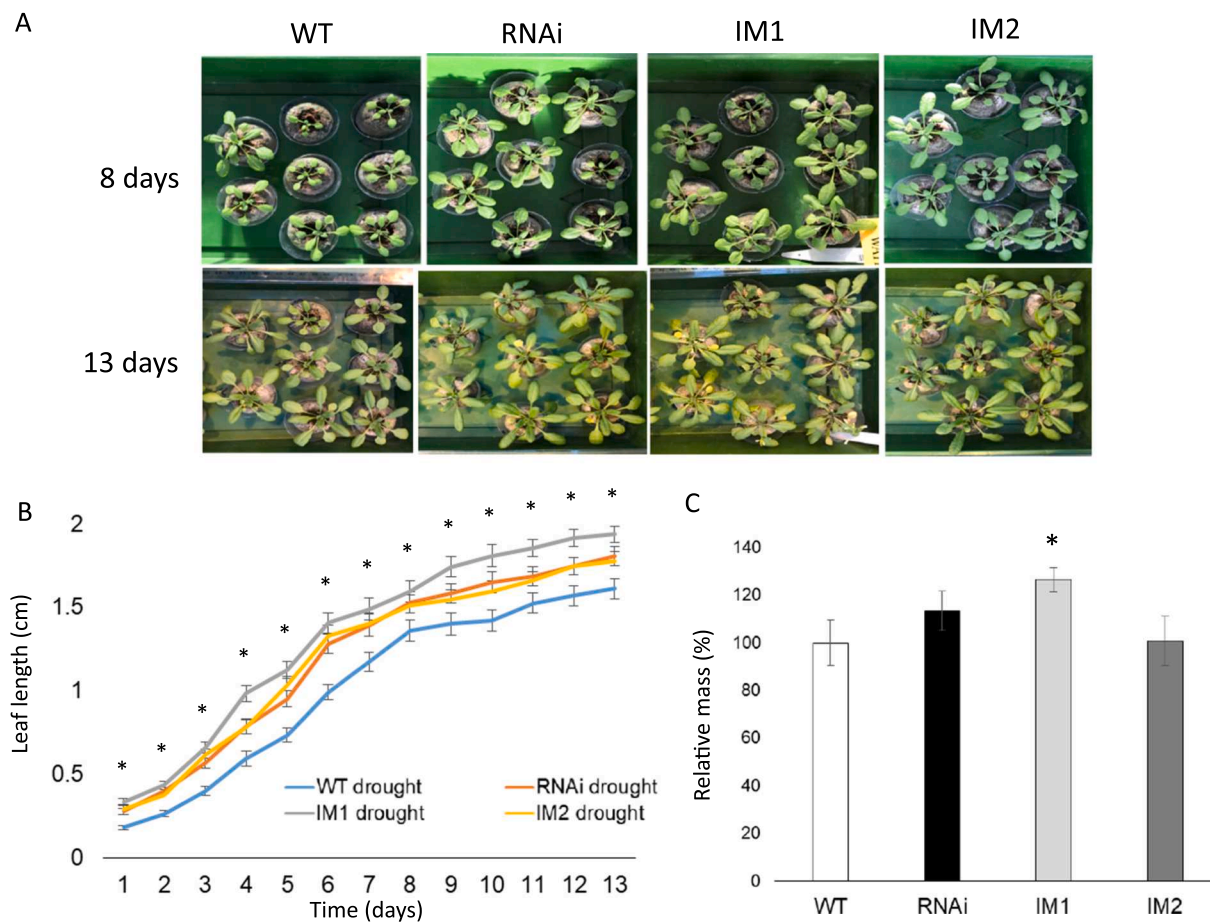 A
WT RNAi IM1 IM2
8 days
13 days
B
Leaf length (cm)
2
1.5
1
0.5
0
* * * * * * * * * * * * *
WT drought RNAi drought
IM1 drought IM2 drought
1 2 3 4 5 6 7 8 9 10 11 12 13
Time (days)
C
Relative mass (%)
140
120
100
80
60
40
20
0
*
WT RNAi IM1 IM2